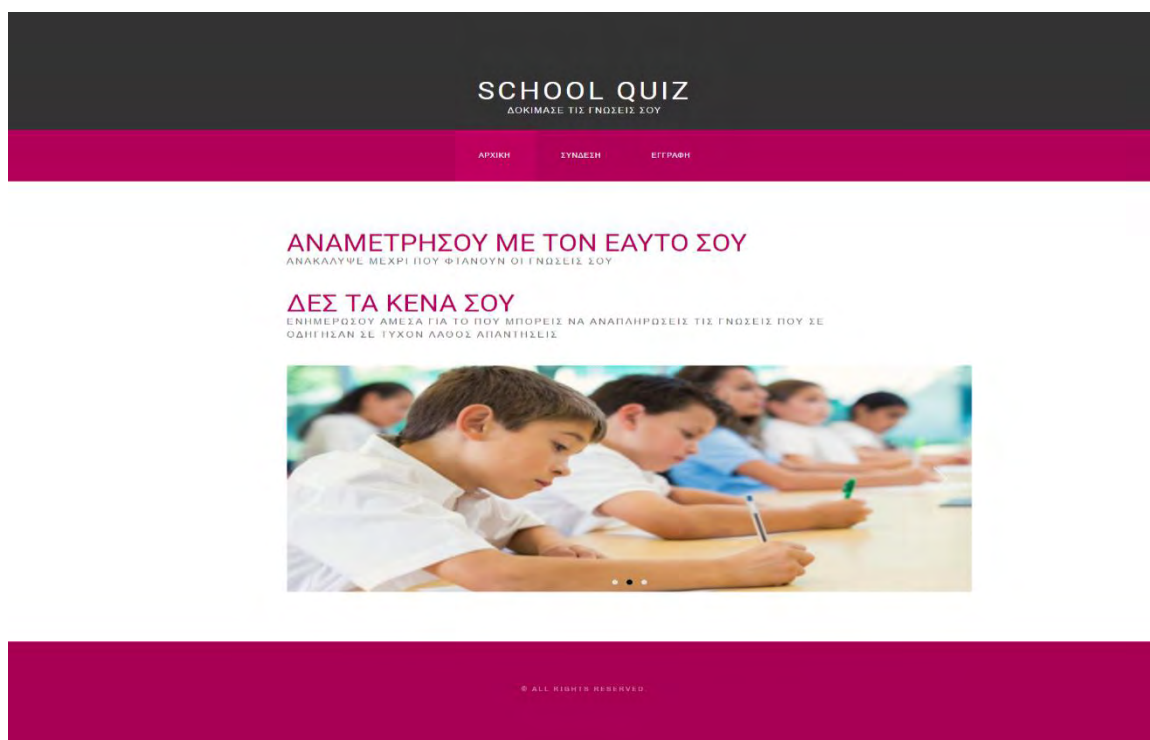 SCHOOL QUIZ
ΔΟΚΙΜΑΣΕ ΤΙΣ ΓΝΩΣΕΙΣ ΣΟΥ
ΑΡΧΙΚΗ ΣΥΝΔΕΣΗ ΕΓΓΡΑΦΗ
ΑΝΑΜΕΤΡΗΣΟΥ ΜΕ ΤΟΝ ΕΑΥΤΟ ΣΟΥ
ΑΝΑΚΑΛΥΨΕ ΜΕΧΡΙ ΠΟΥ ΦΤΑΝΟΥΝ ΟΙ ΓΝΩΣΕΙΣ ΣΟΥ
ΔΕΣ ΤΑ ΚΕΝΑ ΣΟΥ
ΕΝΗΜΕΡΩΣΟΥ ΑΜΕΣΑ ΓΙΑ ΤΟ ΠΟΥ ΜΠΟΡΕΙΣ ΝΑ ΑΝΑΠΛΗΡΩΣΕΙΣ ΤΙΣ ΓΝΩΣΕΙΣ ΠΟΥ ΣΕ
ΟΔΗΓΗΣΑΝ ΣΕ ΤΥΧΟΝ ΛΑΘΟΣ ΑΠΑΝΤΗΣΕΙΣ
© ALL RIGHTS RESERVED.